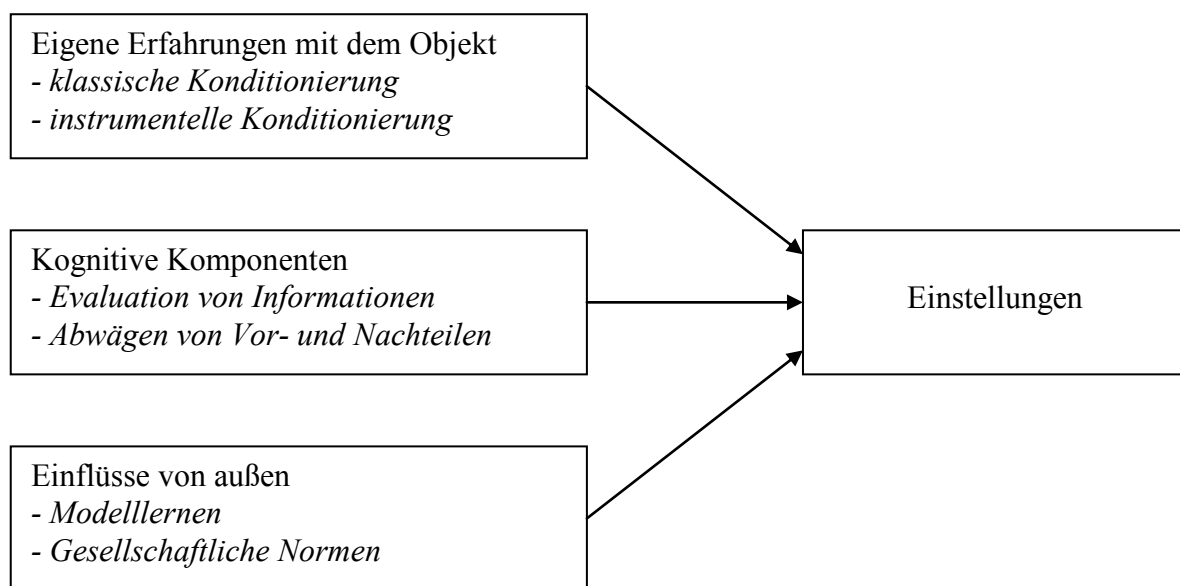 Eigene Erfahrungen mit dem Objekt
- klassische Konditionierung
- instrumentelle Konditionierung
Kognitive Komponenten
- Evaluation von Informationen
- Abwägen von Vor- und Nachteilen
Einstellungen
Einflüsse von außen
- Modelllernen
- Gesellschaftliche Normen